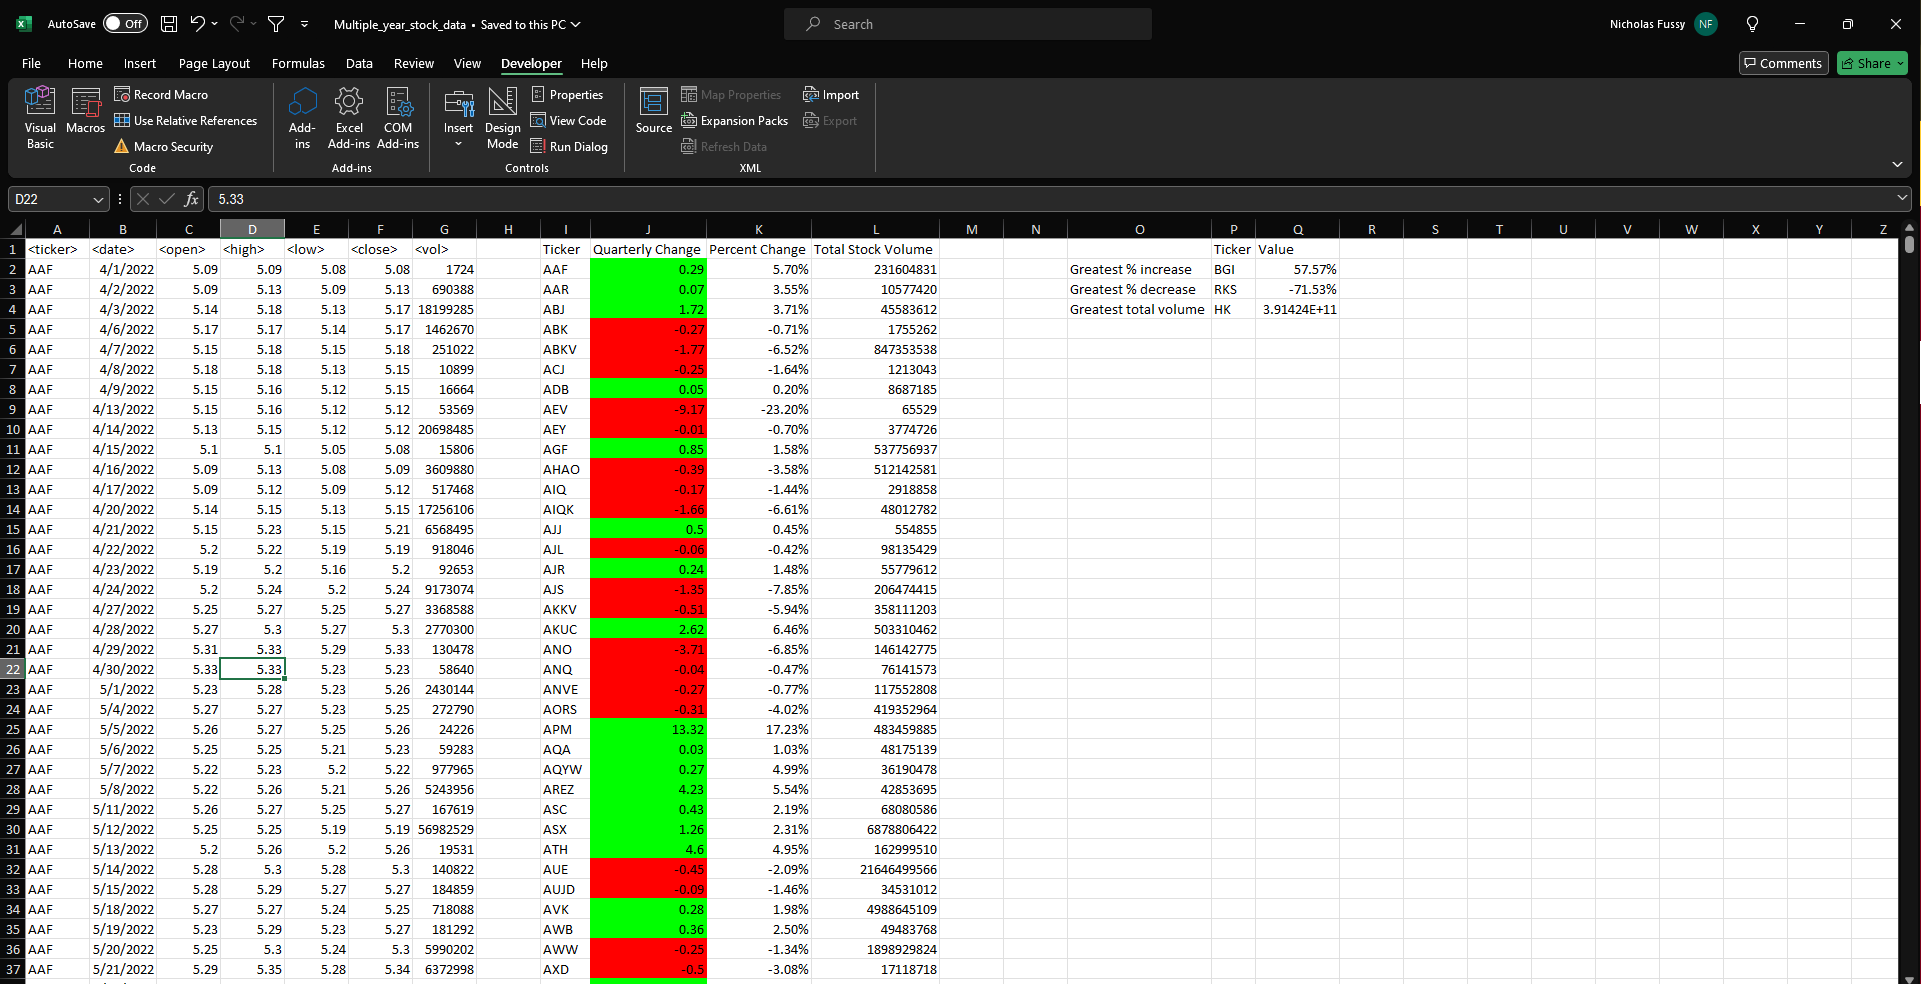 AutoSave Off Multiple_year_stock_data • Saved to this PC Search Nicholas Fussy NF
File Home Insert Page Layout Formulas Data Review View Developer Help Comments Share
Visual Basic Macros Record Macro Use Relative References Macro Security Code
Add-ins Excel Add-ins COM Add-ins Add-ins
Insert Design Mode Properties View Code Run Dialog Controls
Source Map Properties Expansion Packs Refresh Data Import Export XML
D22 fx 5.33
A B C D E F G H I J K L M N O P Q R S T U V W X Y Z
1 <ticker> <date> <open> <high> <low> <close> <vol> Ticker Quarterly Change Percent Change Total Stock Volume Ticker Value
2 AAF 4/1/2022 5.09 5.09 5.08 5.08 1724 AAF 0.29 5.70% 231604831 Greatest % increase BGI 57.57%
3 AAF 4/2/2022 5.09 5.13 5.09 5.13 690388 AAR 0.07 3.55% 10577420 Greatest % decrease RKS -71.53%
4 AAF 4/3/2022 5.14 5.18 5.13 5.17 18199285 ABJ 1.72 3.71% 45583612 Greatest total volume HK 3.91424E+11
5 AAF 4/6/2022 5.17 5.17 5.14 5.17 1462670 ABK -0.27 -0.71% 1755262
6 AAF 4/7/2022 5.15 5.18 5.15 5.18 251022 ABKV -1.77 -6.52% 847353538
7 AAF 4/8/2022 5.18 5.18 5.13 5.15 10899 ACJ -0.25 -1.64% 1213043
8 AAF 4/9/2022 5.15 5.16 5.12 5.15 16664 ADB 0.05 0.20% 8687185
9 AAF 4/13/2022 5.15 5.16 5.12 5.12 53569 AEV -9.17 -23.20% 65529
10 AAF 4/14/2022 5.13 5.15 5.12 5.12 20698485 AEY -0.01 -0.70% 3774726
11 AAF 4/15/2022 5.1 5.1 5.05 5.08 15806 AGF 0.85 1.58% 537756937
12 AAF 4/16/2022 5.09 5.13 5.08 5.09 3609880 AHAO -0.39 -3.58% 512142581
13 AAF 4/17/2022 5.09 5.12 5.09 5.12 517468 AIQ -0.17 -1.44% 2918858
14 AAF 4/20/2022 5.14 5.15 5.13 5.15 17256106 AIQK -1.66 -6.61% 48012782
15 AAF 4/21/2022 5.15 5.23 5.15 5.21 6568495 AJJ 0.5 0.45% 554855
16 AAF 4/22/2022 5.2 5.22 5.19 5.19 918046 AJL -0.06 -0.42% 98135429
17 AAF 4/23/2022 5.19 5.2 5.16 5.2 92653 AJR 0.24 1.48% 55779612
18 AAF 4/24/2022 5.2 5.24 5.2 5.24 9173074 AJS -1.35 -7.85% 206474415
19 AAF 4/27/2022 5.25 5.27 5.25 5.27 3368588 AKKV -0.51 -5.94% 358111203
20 AAF 4/28/2022 5.27 5.3 5.27 5.3 2770300 AKUC 2.62 6.46% 503310462
21 AAF 4/29/2022 5.31 5.33 5.29 5.33 130478 ANO -3.71 -6.85% 146142775
22 AAF 4/30/2022 5.33 5.33 5.23 5.23 58640 ANQ -0.04 -0.47% 76141573
23 AAF 5/1/2022 5.23 5.28 5.23 5.26 2430144 ANVE -0.27 -0.77% 117552808
24 AAF 5/4/2022 5.27 5.27 5.23 5.25 272790 AORS -0.31 -4.02% 419352964
25 AAF 5/5/2022 5.26 5.27 5.25 5.26 24226 APM 13.32 17.23% 483459885
26 AAF 5/6/2022 5.25 5.25 5.21 5.23 59283 AQA 0.03 1.03% 48175139
27 AAF 5/7/2022 5.22 5.23 5.2 5.22 977965 AQYW 0.27 4.99% 36190478
28 AAF 5/8/2022 5.22 5.26 5.21 5.26 5243956 AREZ 4.23 5.54% 42853695
29 AAF 5/11/2022 5.26 5.27 5.25 5.27 167619 ASC 0.43 2.19% 68080586
30 AAF 5/12/2022 5.25 5.25 5.19 5.19 56982529 ASX 1.26 2.31% 6878806422
31 AAF 5/13/2022 5.2 5.26 5.2 5.26 19531 ATH 4.6 4.95% 162999510
32 AAF 5/14/2022 5.28 5.3 5.28 5.3 140822 AUE -0.45 -2.09% 21646499566
33 AAF 5/15/2022 5.28 5.29 5.27 5.27 184859 AUJD -0.09 -1.46% 34531012
34 AAF 5/18/2022 5.27 5.27 5.24 5.25 718088 AVK 0.28 1.98% 4988645109
35 AAF 5/19/2022 5.23 5.29 5.23 5.27 181292 AWB 0.36 2.50% 49483768
36 AAF 5/20/2022 5.25 5.3 5.24 5.3 5990202 AWW -0.25 -1.34% 1898929824
37 AAF 5/21/2022 5.29 5.35 5.28 5.34 6372998 AXD -0.5 -3.08% 17118718